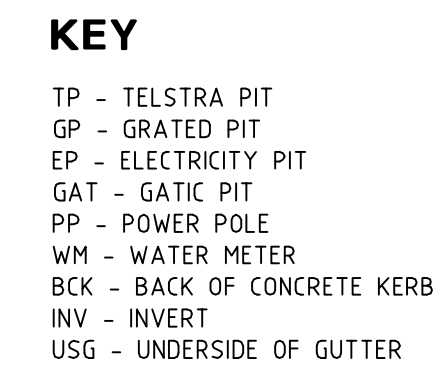 KEY
TP - TELSTRA PIT
GP - GRATED PIT
EP - ELECTRICITY PIT
GAT - GATIC PIT
PP - POWER POLE
WM - WATER METER
BCK - BACK OF CONCRETE KERB
INV - INVERT
USG - UNDERSIDE OF GUTTER